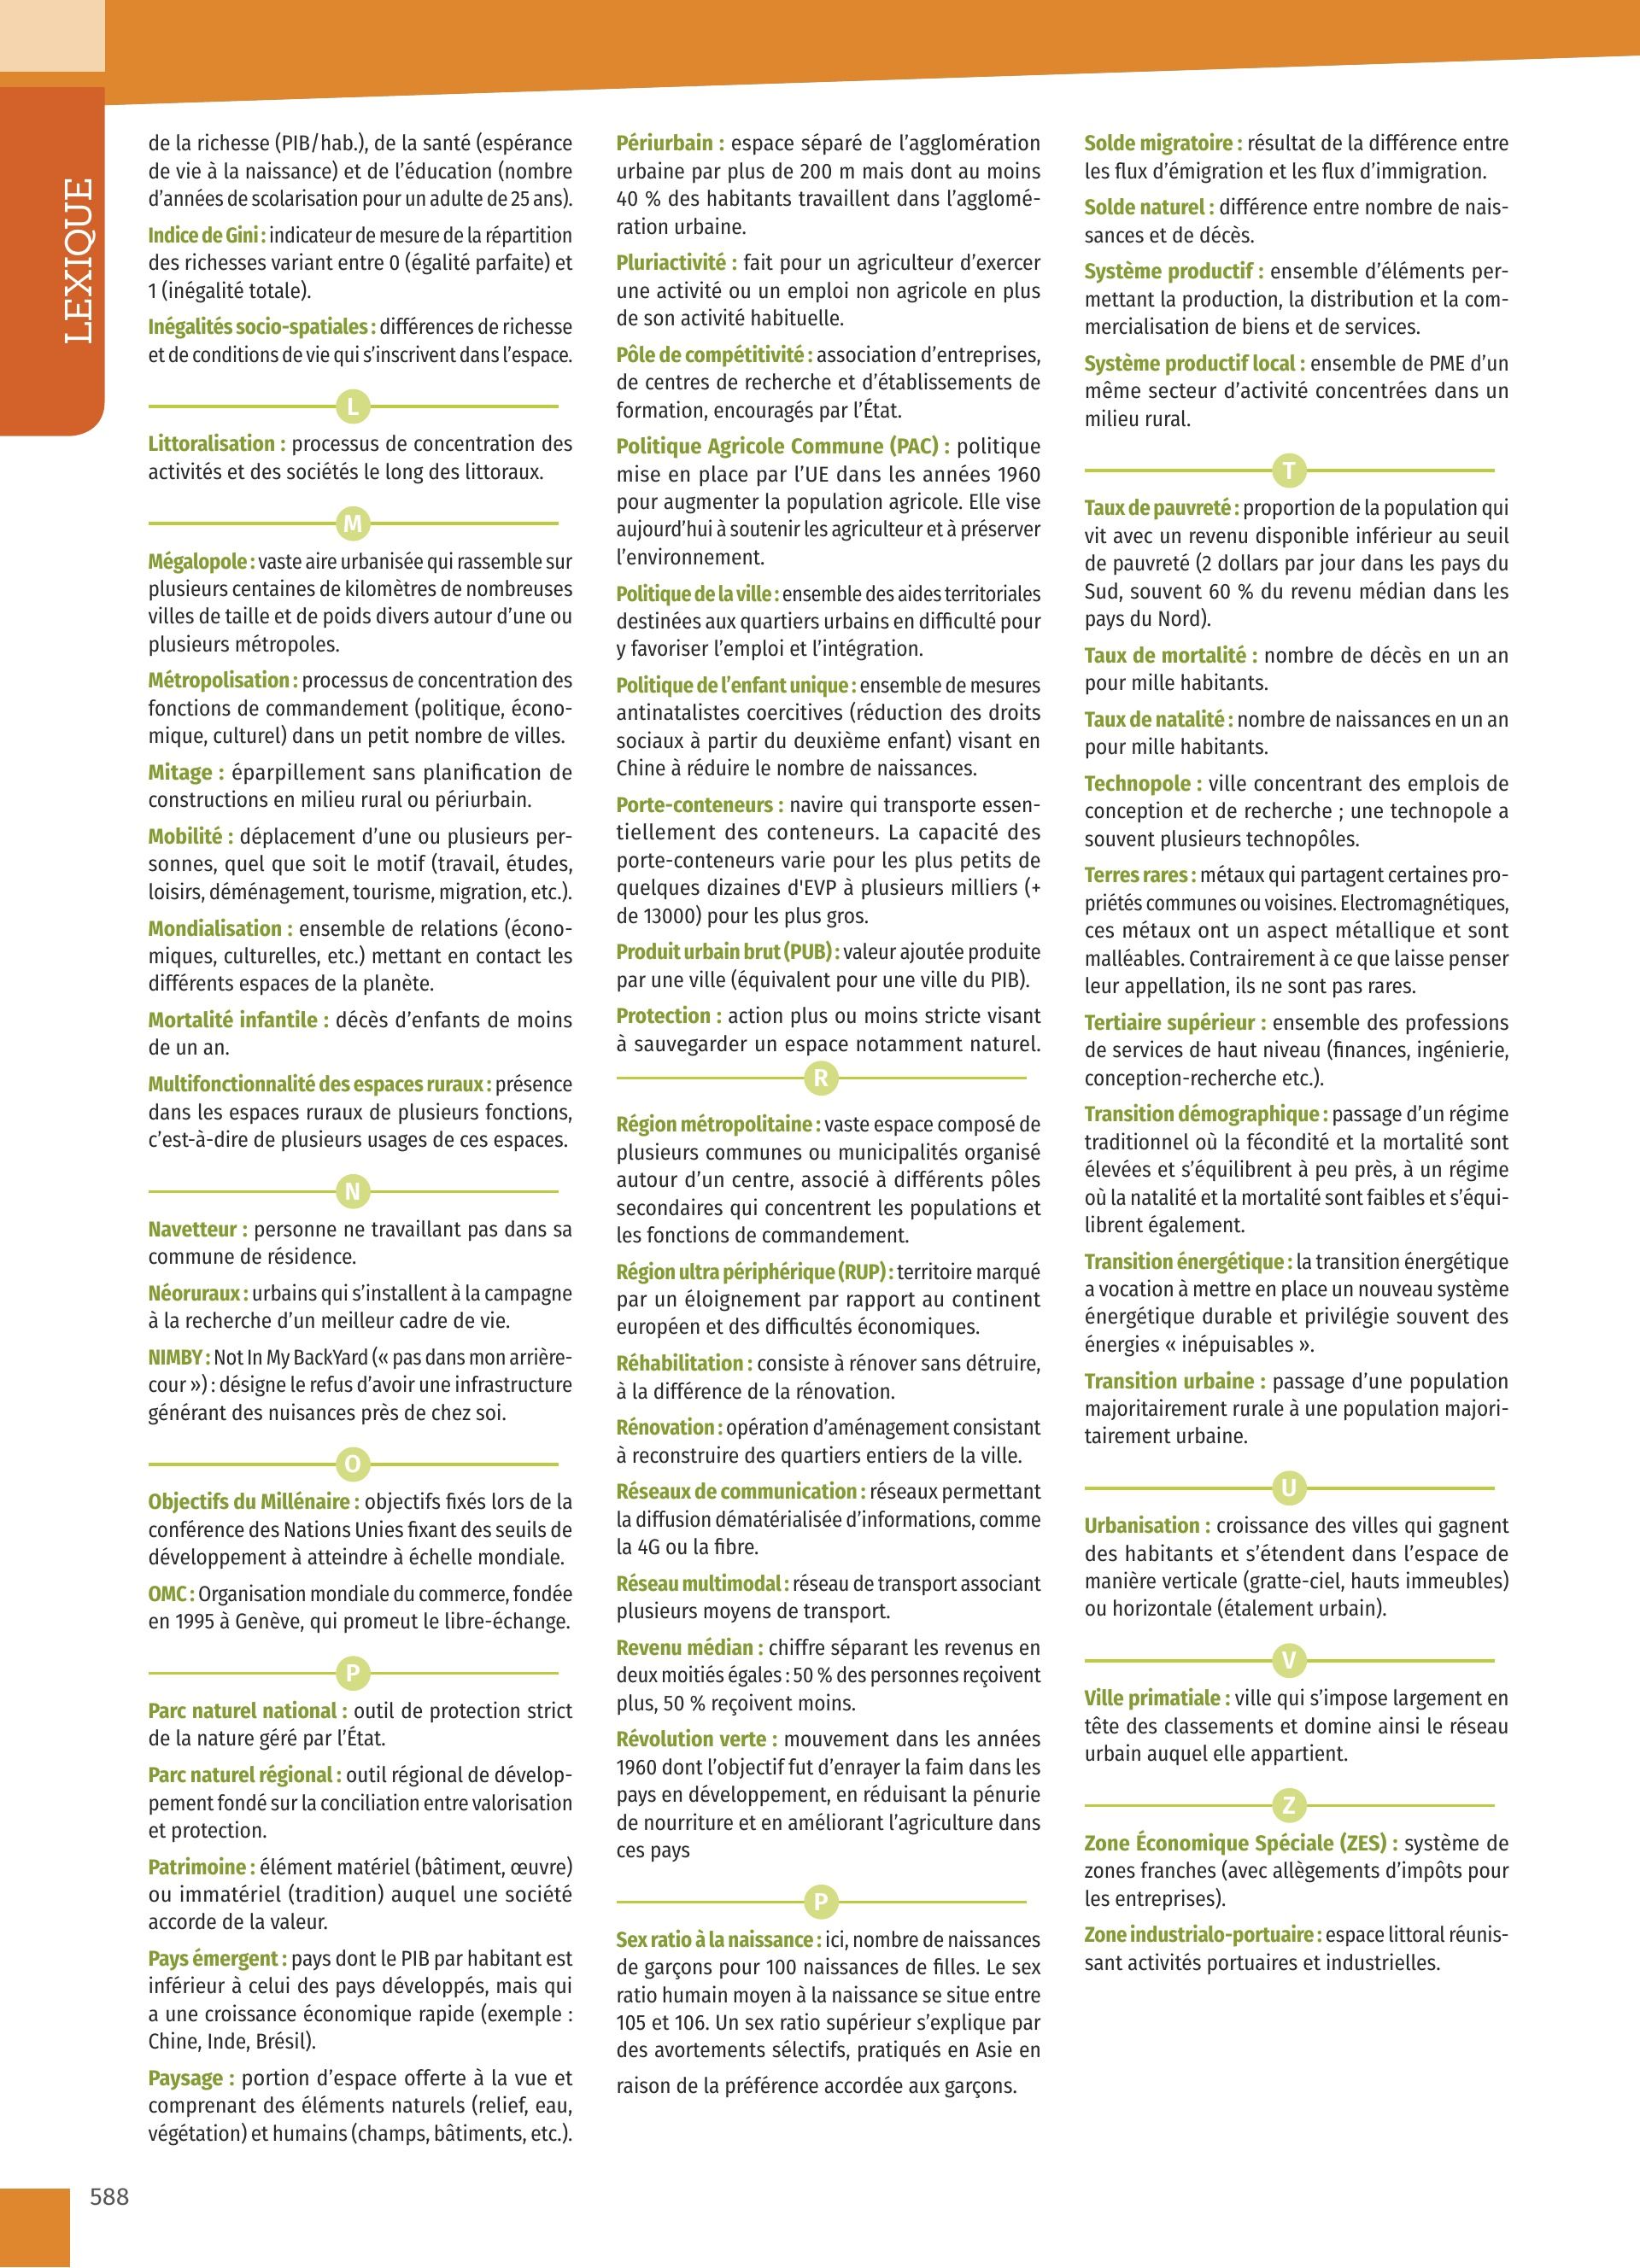 LEXIQUE
de la richesse (PIB/hab.), de la santé (espérance
de vie à la naissance) et de l'éducation (nombre
d'années de scolarisation pour un adulte de 25 ans).
Indice de Gini : indicateur de mesure de la répartition
des richesses variant entre 0 (égalité parfaite) et
1 (inégalité totale).
Inégalités socio-spatiales : différences de richesse
et de conditions de vie qui s'inscrivent dans l'espace.
L
Littoralisation : processus de concentration des
activités et des sociétés le long des littoraux.
M
Mégalopole : vaste aire urbanisée qui rassemble sur
plusieurs centaines de kilomètres de nombreuses
villes de taille et de poids divers autour d'une ou
plusieurs métropoles.
Métropolisation : processus de concentration des
fonctions de commandement (politique, écono-
mique, culturel) dans un petit nombre de villes.
Mitage : éparpillement sans planification de
constructions en milieu rural ou périurbain.
Mobilité : déplacement d'une ou plusieurs per-
sonnes, quel que soit le motif (travail, études,
loisirs, déménagement, tourisme, migration, etc.).
Mondialisation : ensemble de relations (écono-
miques, culturelles, etc.) mettant en contact les
différents espaces de la planète.
Mortalité infantile : décès d'enfants de moins
de un an.
Multifonctionnalité des espaces ruraux : présence
dans les espaces ruraux de plusieurs fonctions,
c'est-à-dire de plusieurs usages de ces espaces.
N
Navetteur : personne ne travaillant pas dans sa
commune de résidence.
Néoruraux : urbains qui s'installent à la campagne
à la recherche d'un meilleur cadre de vie.
NIMBY : Not In My BackYard (« pas dans mon arrière-
cour ») : désigne le refus d'avoir une infrastructure
générant des nuisances près de chez soi.
O
Objectifs du Millénaire : objectifs fixés lors de la
conférence des Nations Unies fixant des seuils de
développement à atteindre à échelle mondiale.
OMC : Organisation mondiale du commerce, fondée
en 1995 à Genève, qui promeut le libre-échange.
P
Parc naturel national : outil de protection strict
de la nature géré par l'État.
Parc naturel régional : outil régional de dévelop-
pement fondé sur la conciliation entre valorisation
et protection.
Patrimoine : élément matériel (bâtiment, œuvre)
ou immatériel (tradition) auquel une société
accorde de la valeur.
Pays émergent : pays dont le PIB par habitant est
inférieur à celui des pays développés, mais qui
a une croissance économique rapide (exemple :
Chine, Inde, Brésil).
Paysage : portion d'espace offerte à la vue et
comprenant des éléments naturels (relief, eau,
végétation) et humains (champs, bâtiments, etc.).
Périurbain : espace séparé de l'agglomération
urbaine par plus de 200 m mais dont au moins
40 % des habitants travaillent dans l'agglomé-
ration urbaine.
Pluriactivité : fait pour un agriculteur d'exercer
une activité ou un emploi non agricole en plus
de son activité habituelle.
Pôle de compétitivité : association d'entreprises,
de centres de recherche et d'établissements de
formation, encouragés par l'État.
Politique Agricole Commune (PAC) : politique
mise en place par l'UE dans les années 1960
pour augmenter la population agricole. Elle vise
aujourd'hui à soutenir les agriculteur et à préserver
l'environnement.
Politique de la ville : ensemble des aides territoriales
destinées aux quartiers urbains en difficulté pour
y favoriser l'emploi et l'intégration.
Politique de l'enfant unique : ensemble de mesures
antinatalistes coercitives (réduction des droits
sociaux à partir du deuxième enfant) visant en
Chine à réduire le nombre de naissances.
Porte-conteneurs : navire qui transporte essen-
tiellement des conteneurs. La capacité des
porte-conteneurs varie pour les plus petits de
quelques dizaines d'EVP à plusieurs milliers (+
de 13000) pour les plus gros.
Produit urbain brut (PUB) : valeur ajoutée produite
par une ville (équivalent pour une ville du PIB).
Protection : action plus ou moins stricte visant
à sauvegarder un espace notamment naturel.
R
Région métropolitaine : vaste espace composé de
plusieurs communes ou municipalités organisé
autour d'un centre, associé à différents pôles
secondaires qui concentrent les populations et
les fonctions de commandement.
Région ultra périphérique (RUP) : territoire marqué
par un éloignement par rapport au continent
européen et des difficultés économiques.
Réhabilitation : consiste à rénover sans détruire,
à la différence de la rénovation.
Rénovation : opération d'aménagement consistant
à reconstruire des quartiers entiers de la ville.
Réseaux de communication : réseaux permettant
la diffusion dématérialisée d'informations, comme
la 4G ou la fibre.
Réseau multimodal : réseau de transport associant
plusieurs moyens de transport.
Revenu médian : chiffre séparant les revenus en
deux moitiés égales : 50 % des personnes reçoivent
plus, 50 % reçoivent moins.
Révolution verte : mouvement dans les années
1960 dont l'objectif fut d'enrayer la faim dans les
pays en développement, en réduisant la pénurie
de nourriture et en améliorant l'agriculture dans
ces pays
P
Sex ratio à la naissance : ici, nombre de naissances
de garçons pour 100 naissances de filles. Le sex
ratio humain moyen à la naissance se situe entre
105 et 106. Un sex ratio supérieur s'explique par
des avortements sélectifs, pratiqués en Asie en
raison de la préférence accordée aux garçons.
Solde migratoire : résultat de la différence entre
les flux d'émigration et les flux d'immigration.
Solde naturel : différence entre nombre de nais-
sances et de décès.
Système productif : ensemble d'éléments per-
mettant la production, la distribution et la com-
mercialisation de biens et de services.
Système productif local : ensemble de PME d'un
même secteur d'activité concentrées dans un
milieu rural.
T
Taux de pauvreté : proportion de la population qui
vit avec un revenu disponible inférieur au seuil
de pauvreté (2 dollars par jour dans les pays du
Sud, souvent 60 % du revenu médian dans les
pays du Nord).
Taux de mortalité : nombre de décès en un an
pour mille habitants.
Taux de natalité : nombre de naissances en un an
pour mille habitants.
Technopole : ville concentrant des emplois de
conception et de recherche ; une technopole a
souvent plusieurs technopôles.
Terres rares : métaux qui partagent certaines pro-
priétés communes ou voisines. Electromagnétiques,
ces métaux ont un aspect métallique et sont
malléables. Contrairement à ce que laisse penser
leur appellation, ils ne sont pas rares.
Tertiaire supérieur : ensemble des professions
de services de haut niveau (finances, ingénierie,
conception-recherche etc.).
Transition démographique : passage d'un régime
traditionnel où la fécondité et la mortalité sont
élevées et s'équilibrent à peu près, à un régime
où la natalité et la mortalité sont faibles et s'équi-
librent également.
Transition énergétique : la transition énergétique
a vocation à mettre en place un nouveau système
énergétique durable et privilégie souvent des
énergies « inépuisables ».
Transition urbaine : passage d'une population
majoritairement rurale à une population majori-
tairement urbaine.
U
Urbanisation : croissance des villes qui gagnent
des habitants et s'étendent dans l'espace de
manière verticale (gratte-ciel, hauts immeubles)
ou horizontale (étalement urbain).
V
Ville primatiale : ville qui s'impose largement en
tête des classements et domine ainsi le réseau
urbain auquel elle appartient.
Z
Zone Économique Spéciale (ZES) : système de
zones franches (avec allègements d'impôts pour
les entreprises).
Zone industrialo-portuaire : espace littoral réunis-
sant activités portuaires et industrielles.
588